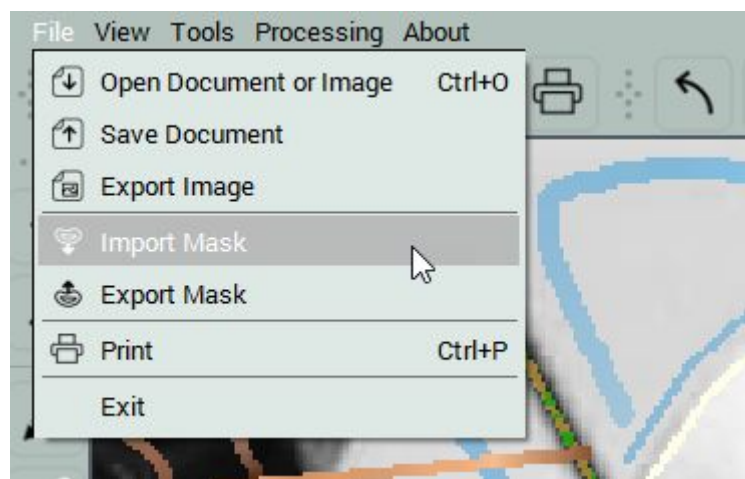 File View Tools Processing About
Open Document or Image Ctrl+O
Save Document
Export Image
Import Mask
Export Mask
Print Ctrl+P
Exit